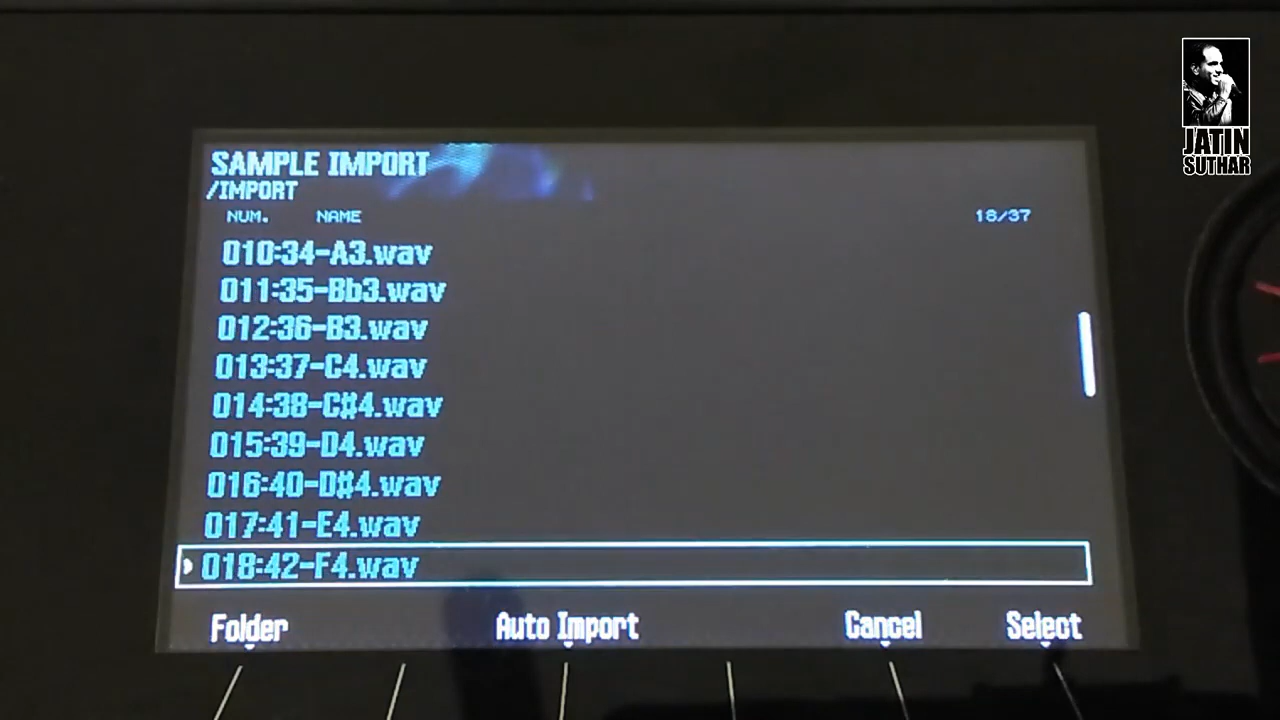 SAMPLE IMPORT
/IMPORT
NUM. NAME 18/37
010:34-A3.wav
011:35-Bb3.wav
012:36-B3.wav
013:37-C4.wav
014:38-C#4.wav
015:39-D4.wav
016:40-D#4.wav
017:41-E4.wav
018:42-F4.wav
Folder Auto Import Cancel Select
JATIN
SUTHAR